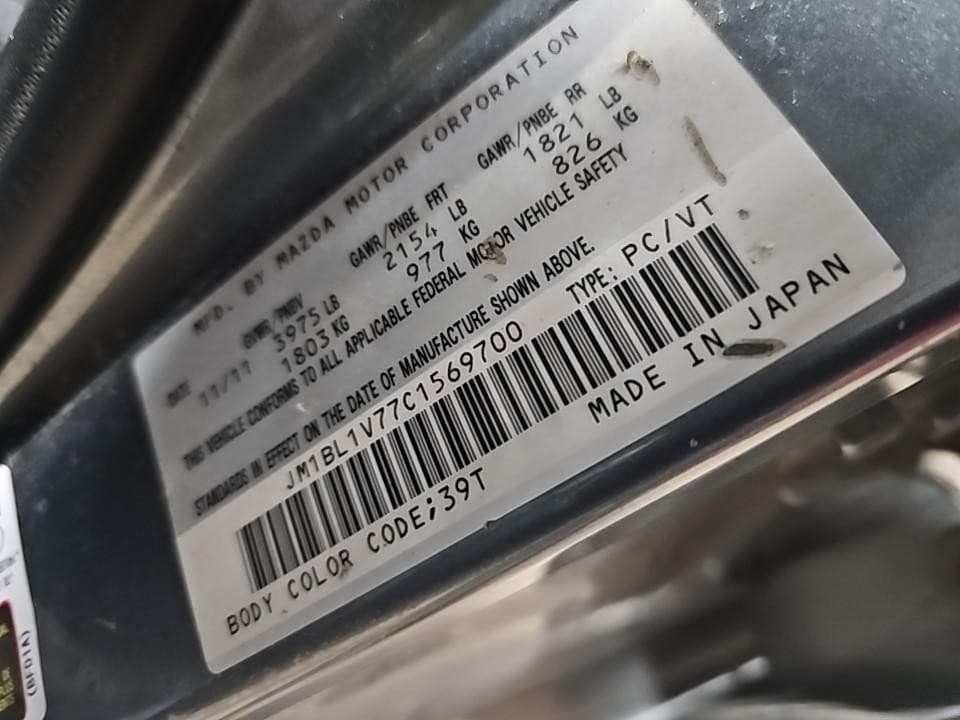 MFD. BY MAZDA MOTOR CORPORATION
DATE GVWR/PNBV GAWR/PNBE FRT GAWR/PNBE RR
11/11 3975 LB 2154 LB 1821 LB
1803 KG 977 KG 826 KG
THIS VEHICLE CONFORMS TO ALL APPLICABLE FEDERAL MOTOR VEHICLE SAFETY
STANDARDS IN EFFECT ON THE DATE OF MANUFACTURE SHOWN ABOVE.
JM1BL1V77C1569700 TYPE: PC/VT
BODY COLOR CODE;39T MADE IN JAPAN
(BFD1A)